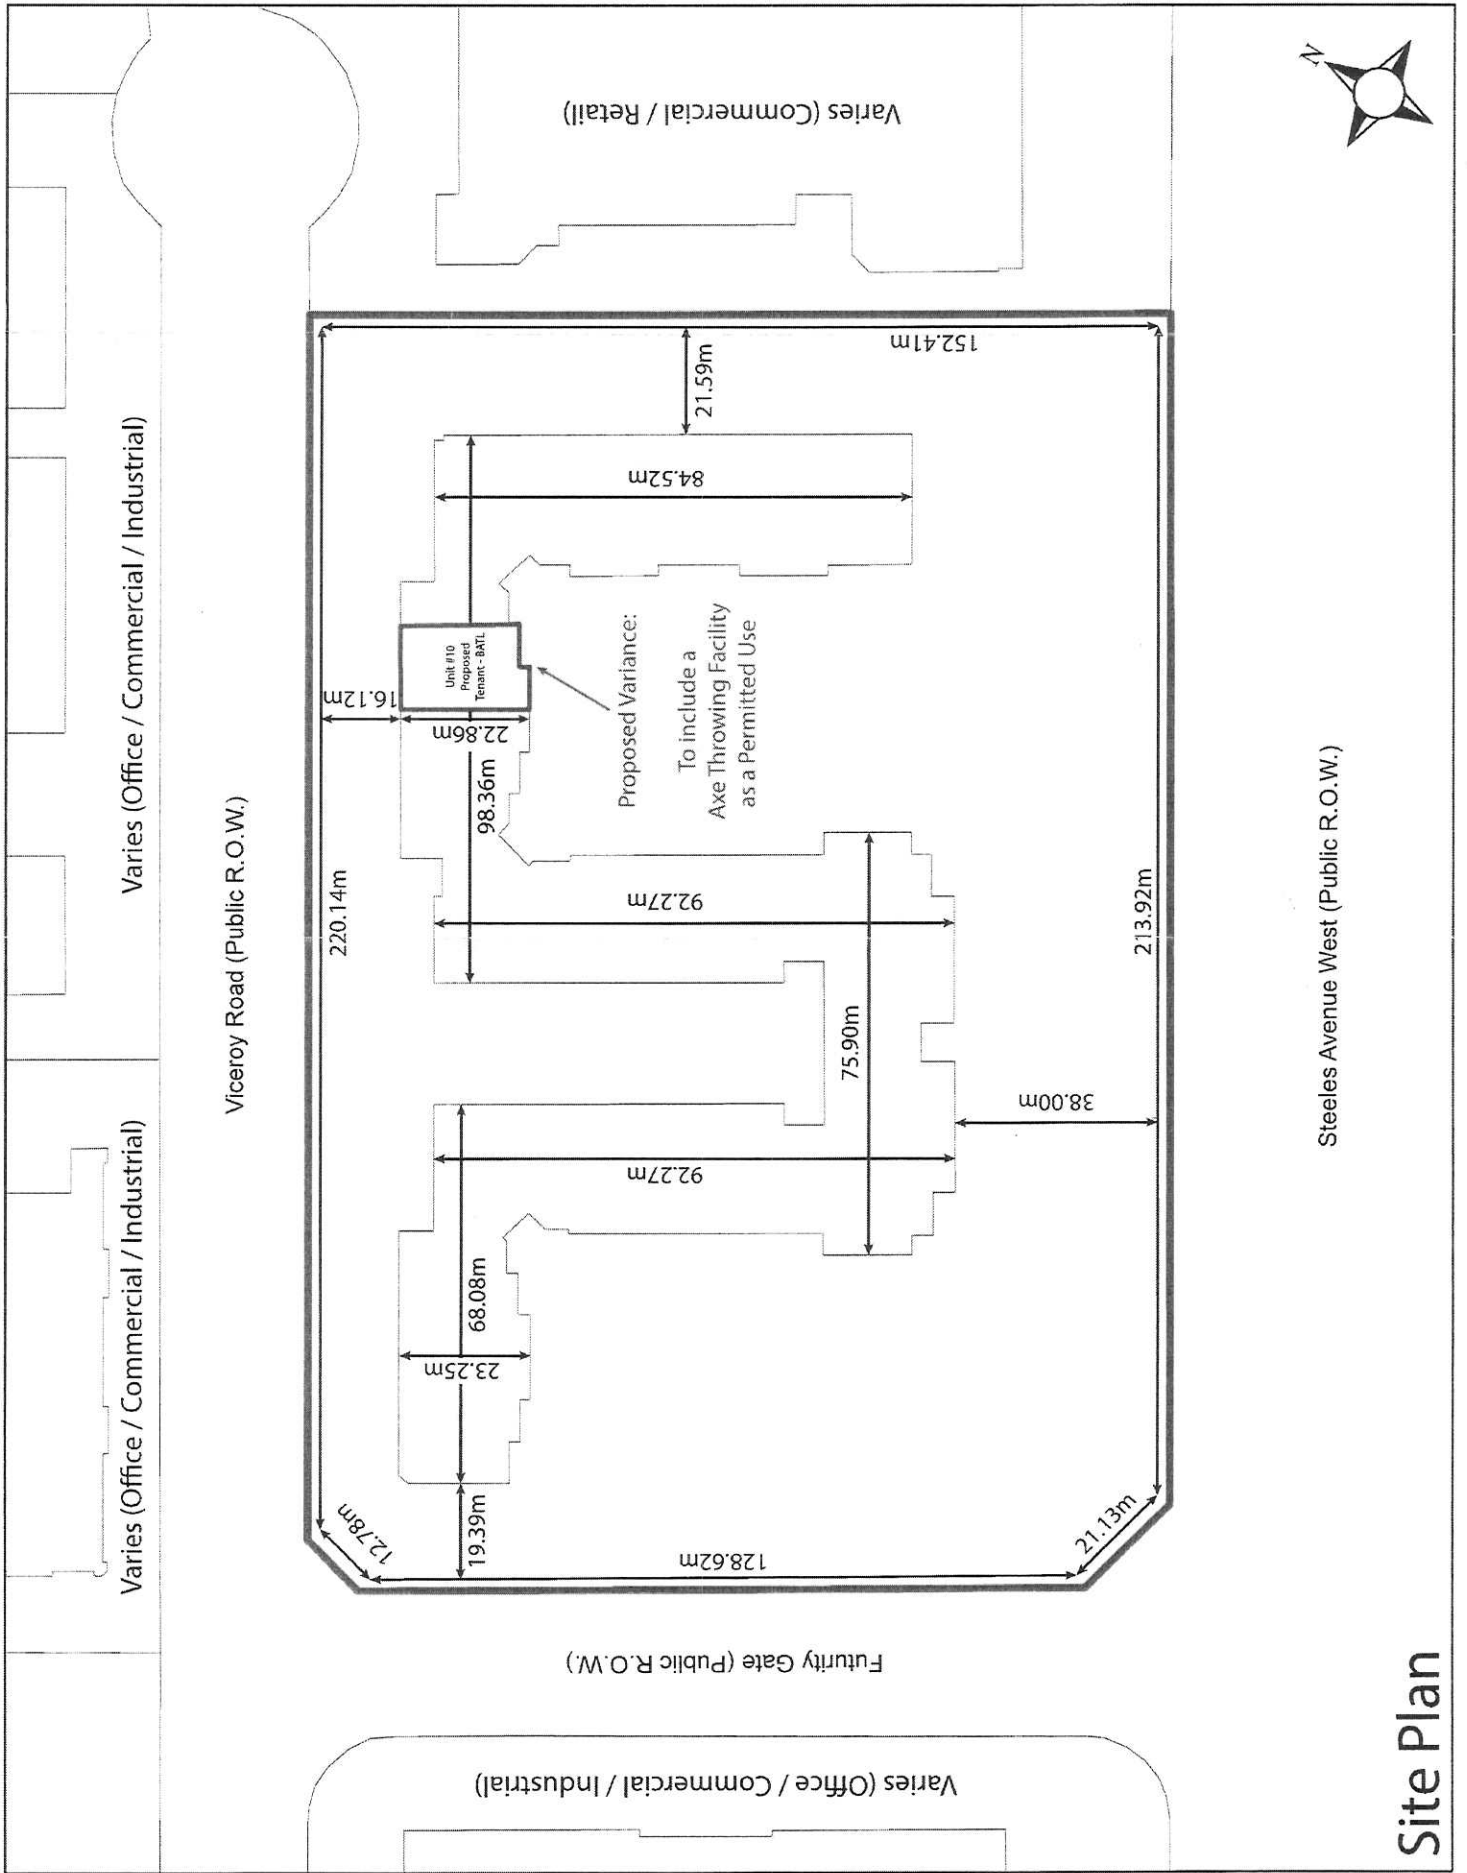 Varies (Office / Commercial / Industrial)
Varies (Office / Commercial / Industrial)
Viceroy Road (Public R.O.W.)
Varies (Commercial / Retail)
N
220.14m
16.12m
152.41m
12.78m
19.39m
68.08m
23.25m
98.36m
22.86m
Unit #10
Proposed
Tenant - BATL
21.59m
84.52m
Proposed Variance:
To include a
Axe Throwing Facility
as a Permitted Use
92.27m
92.27m
75.90m
38.00m
128.62m
21.13m
213.92m
Futurity Gate (Public R.O.W.)
Varies (Office / Commercial / Industrial)
Steeles Avenue West (Public R.O.W.)
Site Plan